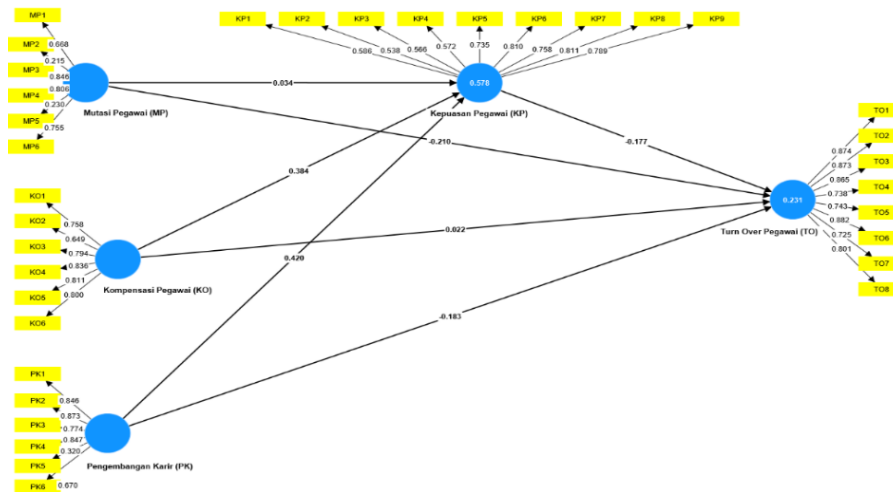 MP1
MP2
MP3
MP4
MP5
MP6
0.668
0.215
0.846
0.806
0.230
0.755
Mutasi Pegawai (MP)
KP1
KP2
KP3
KP4
KP5
KP6
KP7
KP8
KP9
0.586
0.538
0.566
0.572
0.735
0.810
0.758
0.811
0.789
0.578
Kepuasan Pegawai (KP)
0.034
-0.210
-0.177
0.384
0.022
0.420
-0.183
KO1
KO2
KO3
KO4
KO5
KO6
0.758
0.649
0.794
0.836
0.811
0.800
Kompensasi Pegawai (KO)
TO1
TO2
TO3
TO4
TO5
TO6
TO7
TO8
0.874
0.873
0.865
0.738
0.743
0.882
0.725
0.801
0.231
Turn Over Pegawai (TO)
PK1
PK2
PK3
PK4
PK5
PK6
0.846
0.873
0.774
0.847
0.320
0.670
Pengembangan Karir (PK)